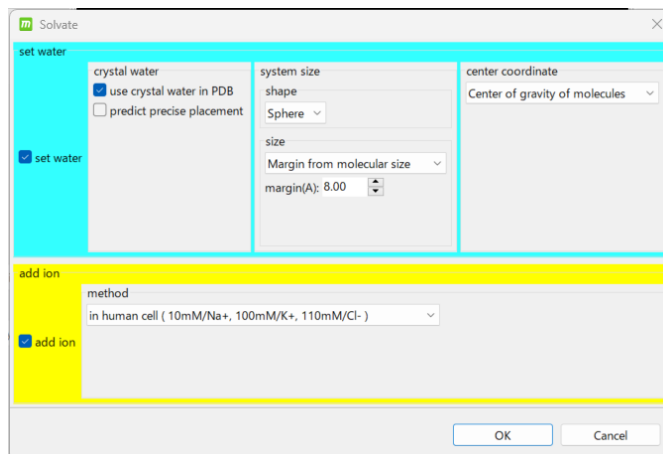 m Solvate
set water
crystal water
use crystal water in PDB
predict precise placement
set water
system size
shape
Sphere
size
Margin from molecular size
margin(A): 8.00
center coordinate
Center of gravity of molecules
add ion
method
in human cell ( 10mM/Na+, 100mM/K+, 110mM/Cl- )
add ion
OK
Cancel